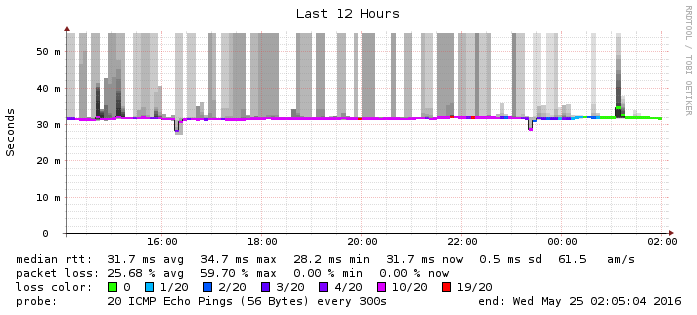 Last 12 Hours
RRDTOOL / TOBI OETIKER
Seconds
50 m
40 m
30 m
20 m
10 m
0
16:00 18:00 20:00 22:00 00:00 02:00
median rtt: 31.7 ms avg 34.7 ms max 28.2 ms min 31.7 ms now 0.5 ms sd 61.5 am/s
packet loss: 25.68 % avg 59.70 % max 0.00 % min 0.00 % now
loss color: 0 1/20 2/20 3/20 4/20 10/20 19/20
probe: 20 ICMP Echo Pings (56 Bytes) every 300s end: Wed May 25 02:05:04 2016